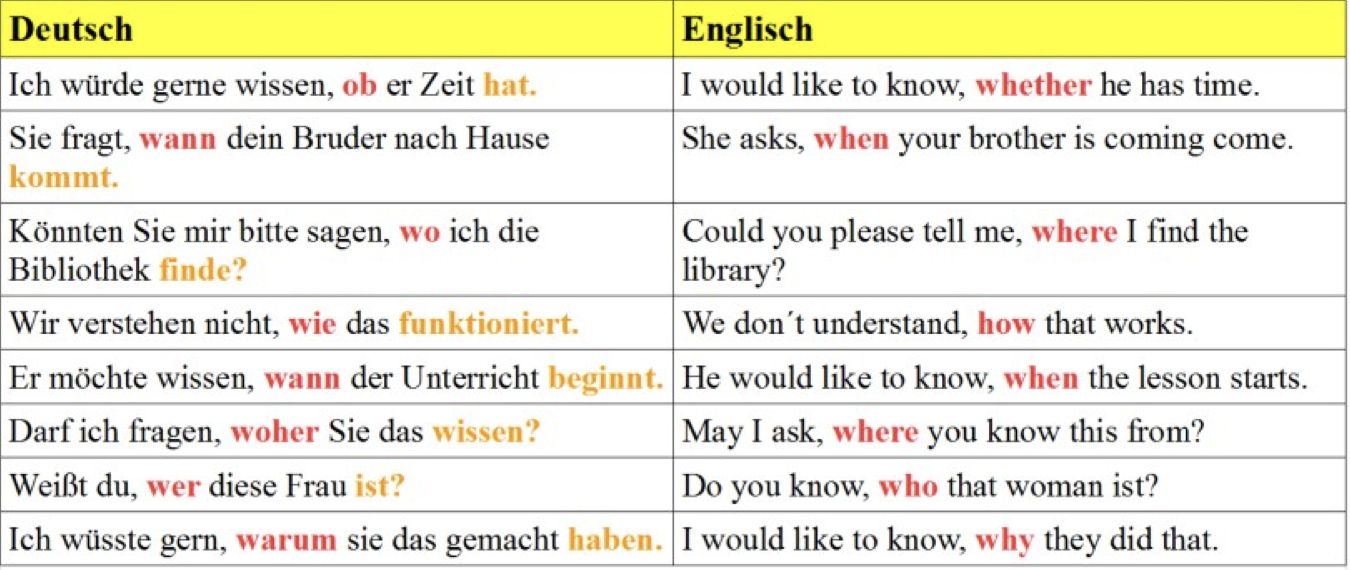 Deutsch
Englisch
Ich würde gerne wissen, ob er Zeit hat.
I would like to know, whether he has time.
Sie fragt, wann dein Bruder nach Hause
kommt.
She asks, when your brother is coming come.
Könnten Sie mir bitte sagen, wo ich die
Bibliothek finde?
Could you please tell me, where I find the
library?
Wir verstehen nicht, wie das funktioniert.
We don´t understand, how that works.
Er möchte wissen, wann der Unterricht beginnt.
He would like to know, when the lesson starts.
Darf ich fragen, woher Sie das wissen?
May I ask, where you know this from?
Weißt du, wer diese Frau ist?
Do you know, who that woman ist?
Ich wüsste gern, warum sie das gemacht haben.
I would like to know, why they did that.